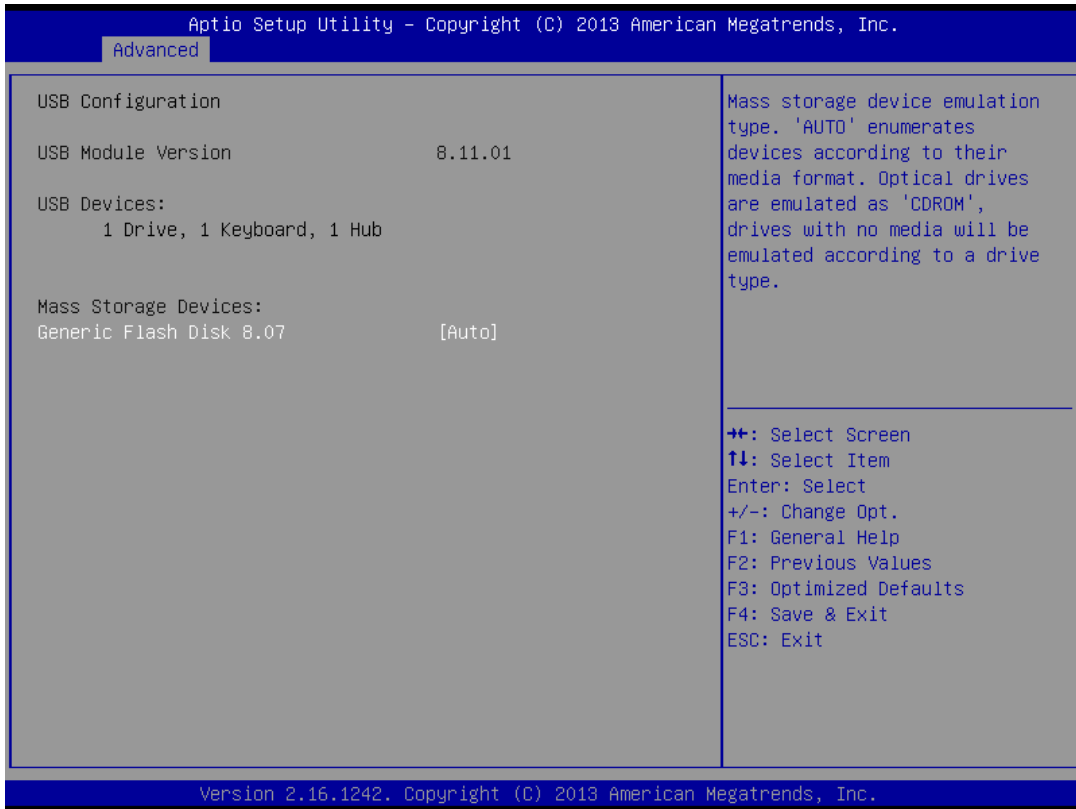 Aptio Setup Utility – Copyright (C) 2013 American Megatrends, Inc.
Advanced
USB Configuration
USB Module Version 8.11.01
USB Devices:
1 Drive, 1 Keyboard, 1 Hub
Mass Storage Devices:
Generic Flash Disk 8.07 [Auto]
Mass storage device emulation
type. 'AUTO' enumerates
devices according to their
media format. Optical drives
are emulated as 'CDROM',
drives with no media will be
emulated according to a drive
type.
→←: Select Screen
↑↓: Select Item
Enter: Select
+/-: Change Opt.
F1: General Help
F2: Previous Values
F3: Optimized Defaults
F4: Save & Exit
ESC: Exit
Version 2.16.1242. Copyright (C) 2013 American Megatrends, Inc.